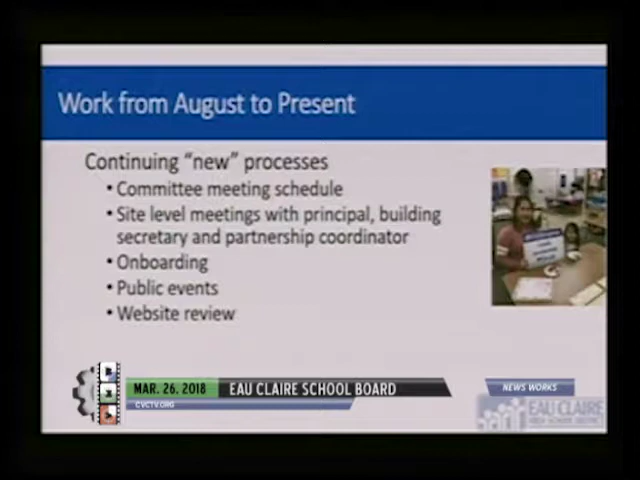 Work from August to Present
Continuing “new” processes
• Committee meeting schedule
• Site level meetings with principal, building
secretary and partnership coordinator
• Onboarding
• Public events
• Website review
MAR. 26, 2018
EAU CLAIRE SCHOOL BOARD
NEWS WORKS
CVCTV.ORG
EAU CLAIRE